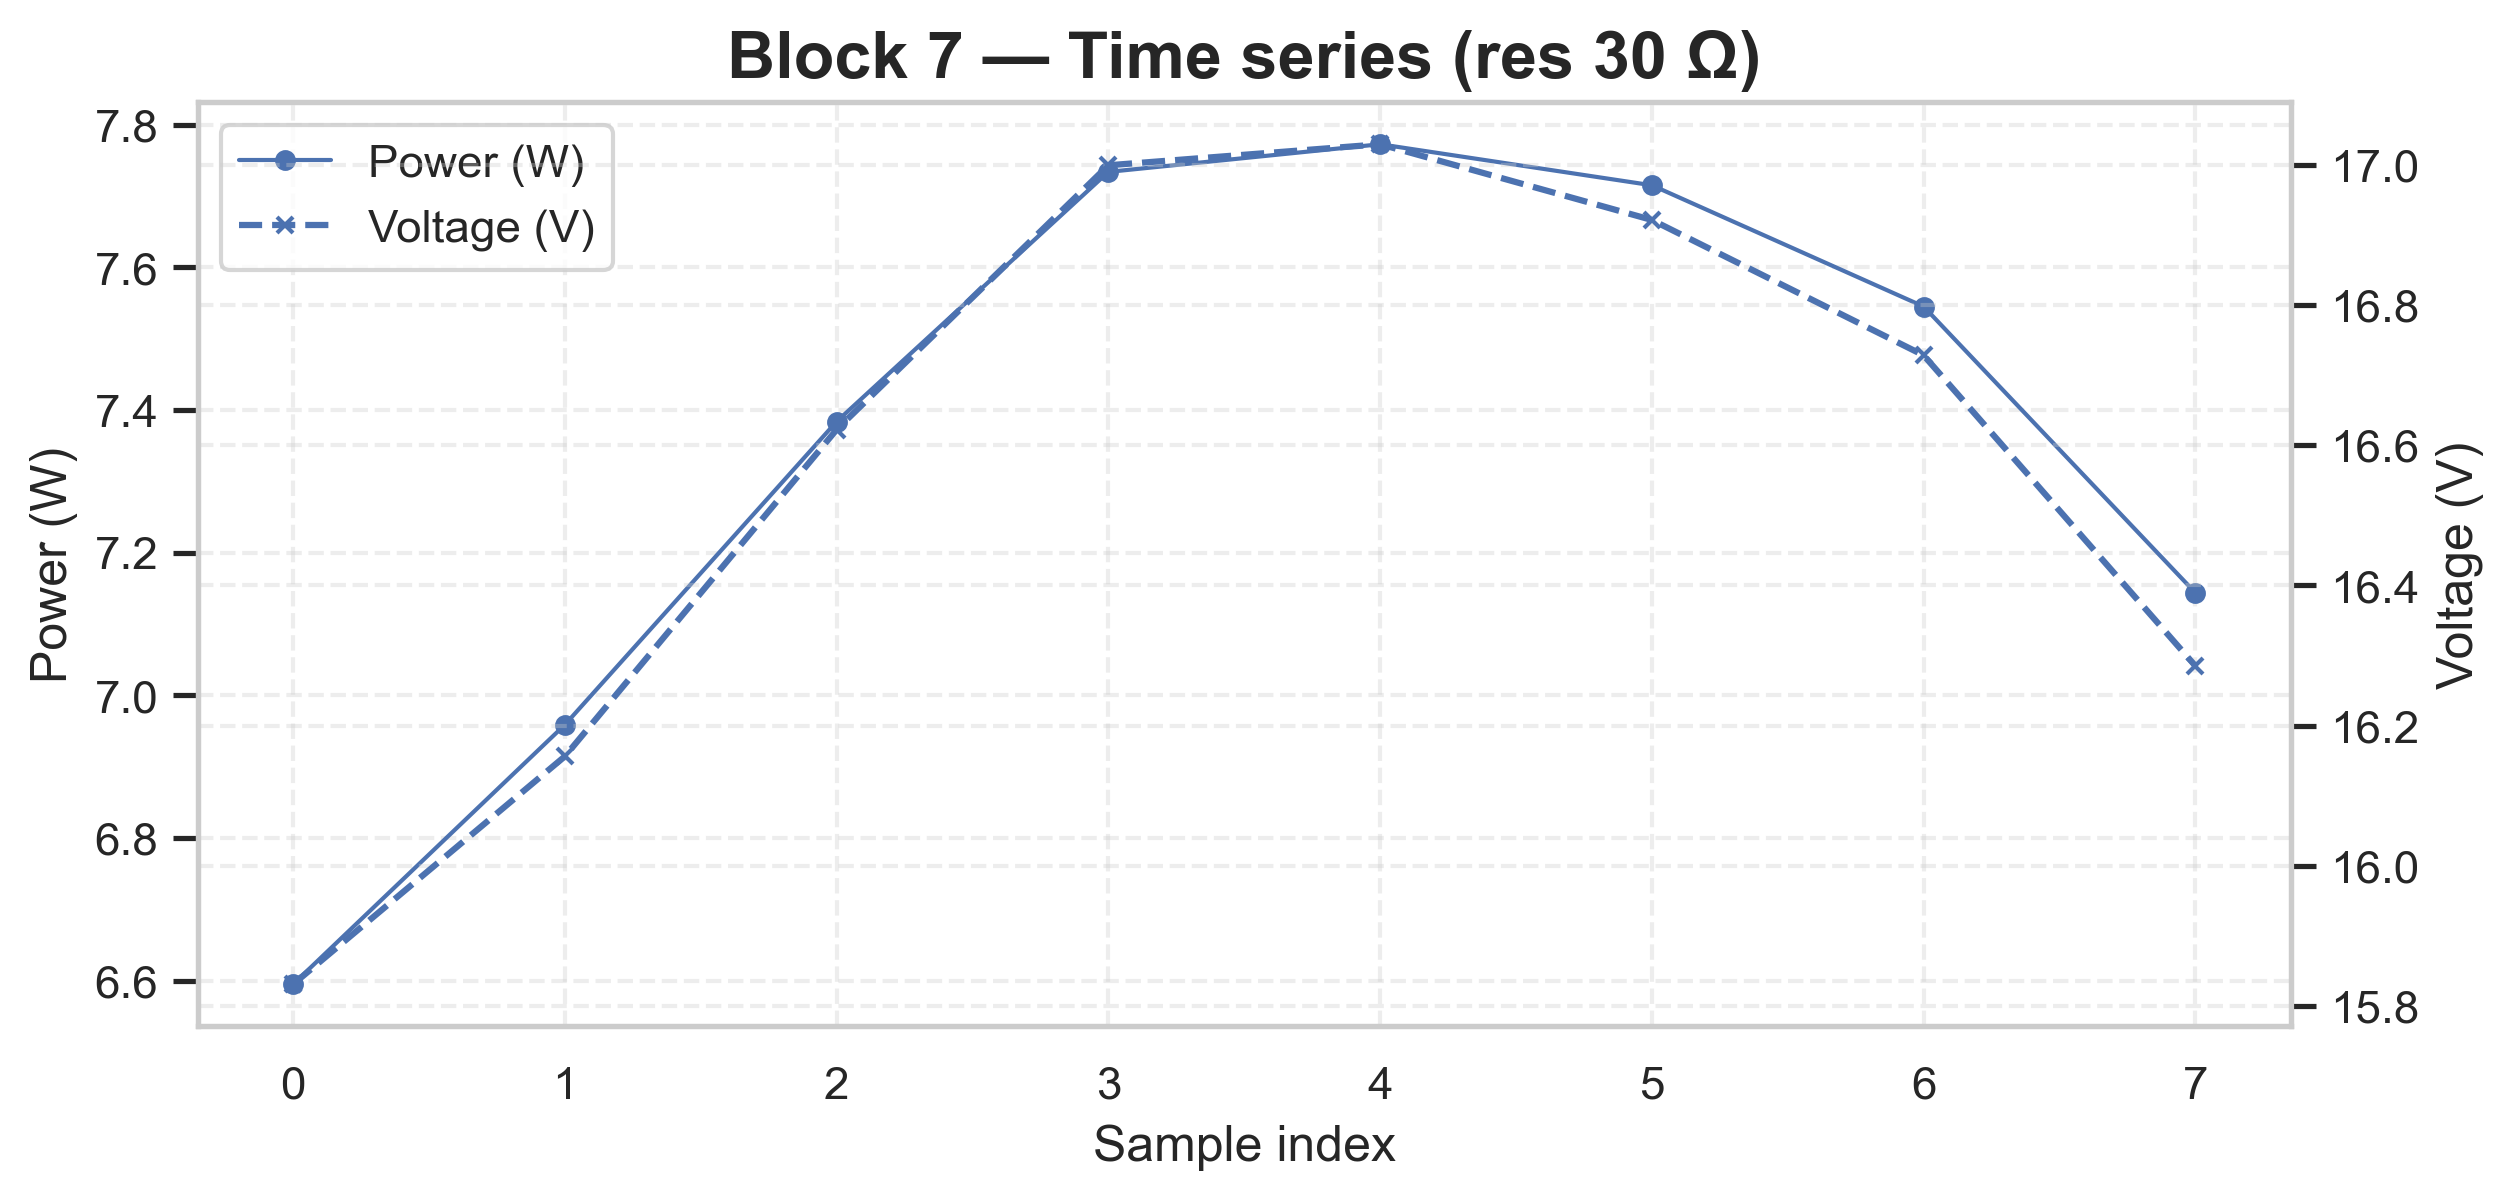 Block 7 — Time series (res 30 Ω)
Power (W)
Voltage (V)
7.8
7.6
7.4
7.2
7.0
6.8
6.6
Power (W)
17.0
16.8
16.6
16.4
16.2
16.0
15.8
Voltage (V)
0 1 2 3 4 5 6 7
Sample index